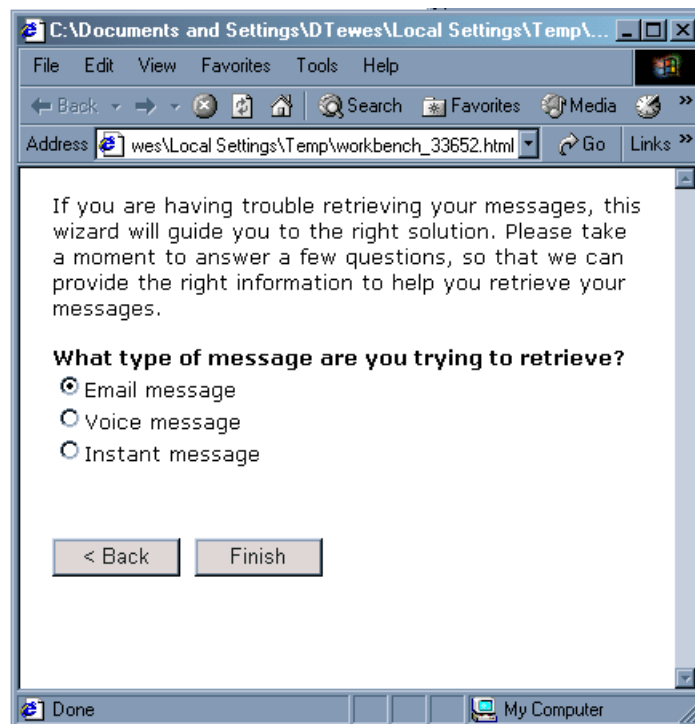 C:\Documents and Settings\DTewes\Local Settings\Temp\...
File Edit View Favorites Tools Help
Back Search Favorites Media »
Address wes\Local Settings\Temp\workbench_33652.html Go Links »
If you are having trouble retrieving your messages, this
wizard will guide you to the right solution. Please take
a moment to answer a few questions, so that we can
provide the right information to help you retrieve your
messages.
What type of message are you trying to retrieve?
Email message
Voice message
Instant message
< Back Finish
Done My Computer